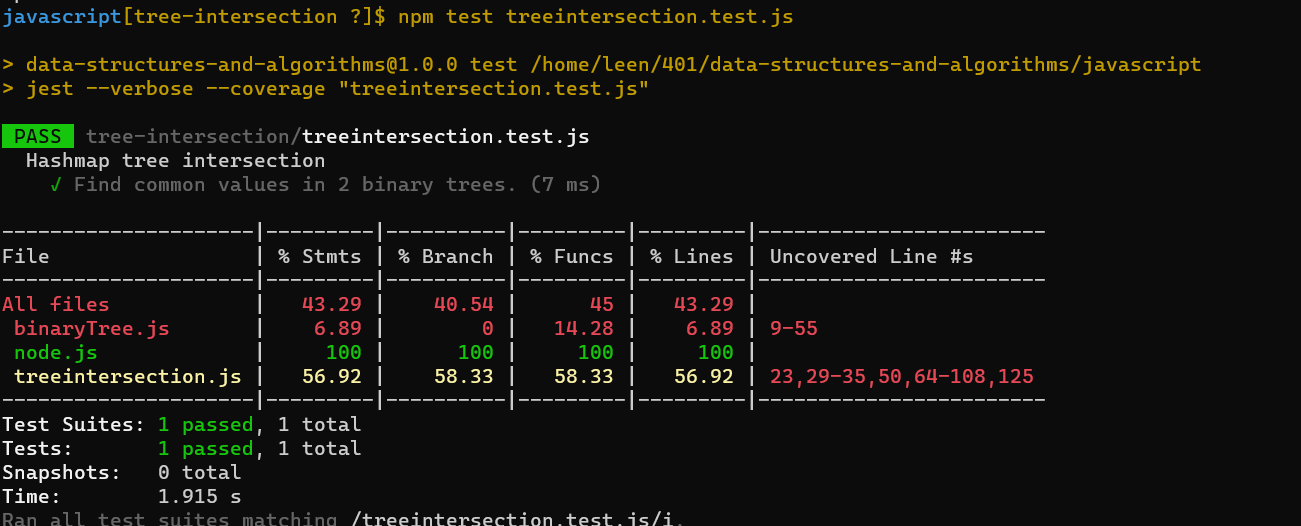 javascript[tree-intersection ?]$ npm test treeintersection.test.js
> data-structures-and-algorithms@1.0.0 test /home/leen/401/data-structures-and-algorithms/javascript
> jest --verbose --coverage "treeintersection.test.js"
PASS tree-intersection/treeintersection.test.js
Hashmap tree intersection
√ Find common values in 2 binary trees. (7 ms)
---------------------|---------|----------|---------|---------|------------------------
File | % Stmts | % Branch | % Funcs | % Lines | Uncovered Line #s
---------------------|---------|----------|---------|---------|------------------------
All files | 43.29 | 40.54 | 45 | 43.29 |
binaryTree.js | 6.89 | 0 | 14.28 | 6.89 | 9-55
node.js | 100 | 100 | 100 | 100 |
treeintersection.js | 56.92 | 58.33 | 58.33 | 56.92 | 23,29-35,50,64-108,125
---------------------|---------|----------|---------|---------|------------------------
Test Suites: 1 passed, 1 total
Tests: 1 passed, 1 total
Snapshots: 0 total
Time: 1.915 s
Ran all test suites matching /treeintersection.test.js/i.